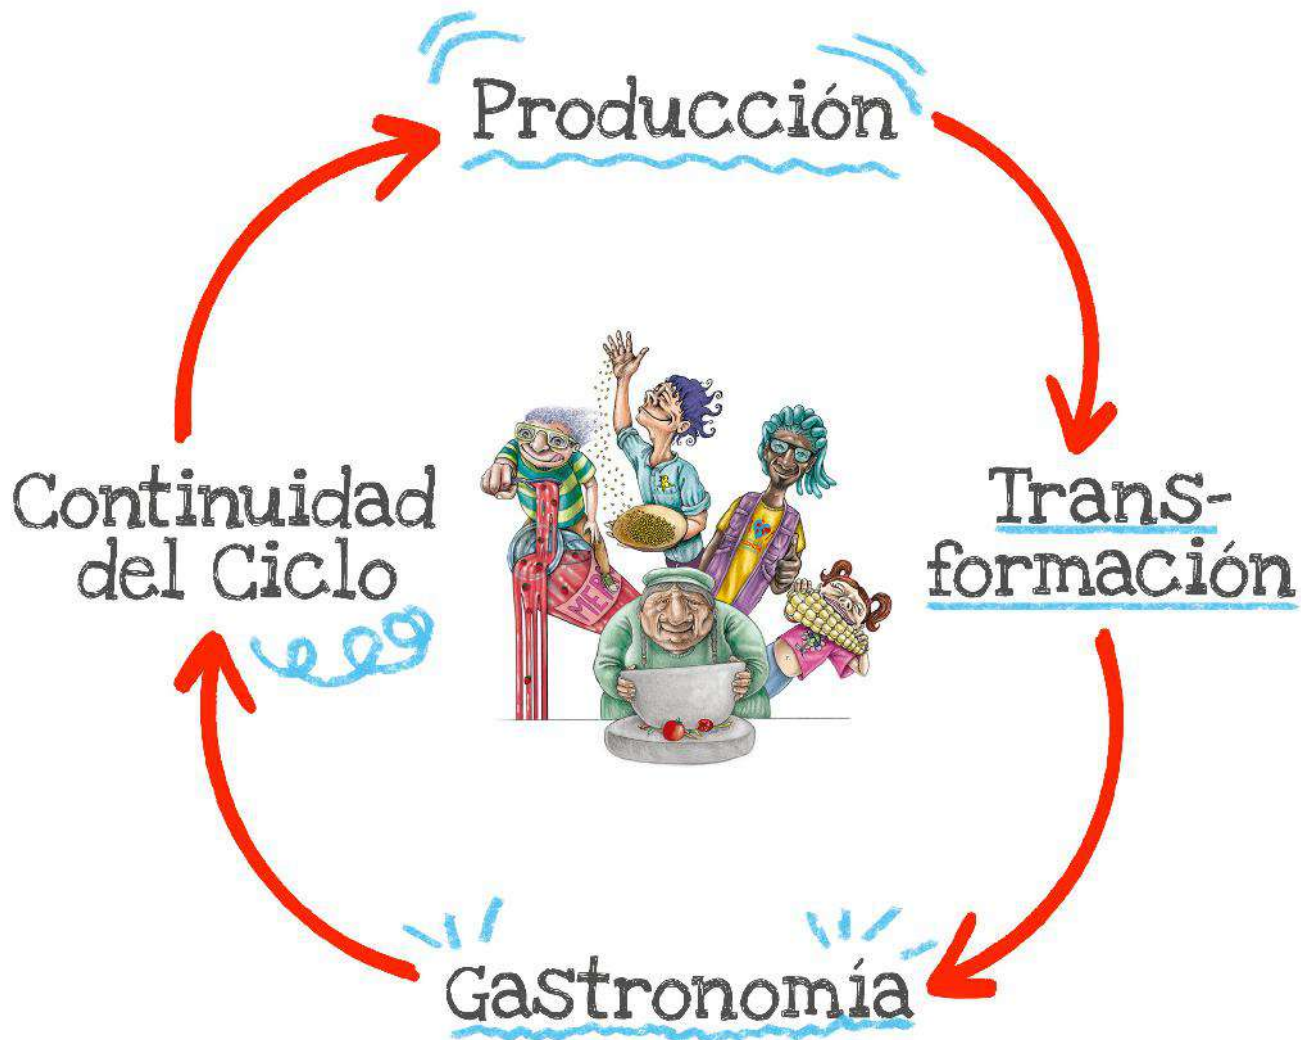 Producción
Trans-
formación
Gastronomía
Continuidad
del Ciclo